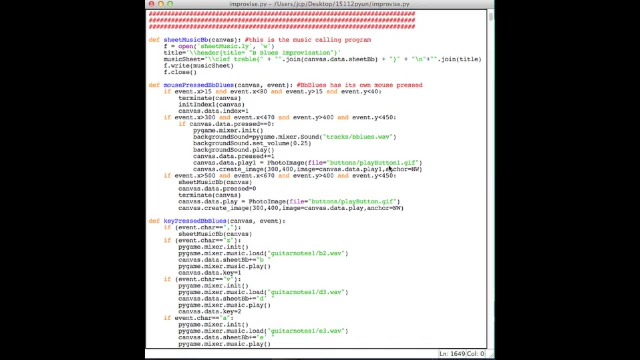 improvise.py - /Users/jcp/Desktop/15112pyun/improvise.py
################################################################
################################################################
################################################################
def sheetMusicBb(canvas): #this is the music calling program
f = open('sheetMusic.ly', 'w')
title='\\header{title= "B Blues Improvisation"}'
musicSheet="\\clef treble{" + "".join(canvas.data.sheetBb) + "}" + "\n"+"".join(title)
f.write(musicSheet)
f.close()
def mousePressedBbBlues(canvas, event): #BbBlues has its own mouse pressed
if event.x>15 and event.x<80 and event.y>15 and event.y<40:
terminate(canvas)
initIndex1(canvas)
canvas.data.index=1
if event.x>300 and event.x<470 and event.y>400 and event.y<450:
if canvas.data.pressed==0:
pygame.mixer.init()
backgroundSound=pygame.mixer.Sound("tracks/bblues.wav")
backgroundSound.set_volume(0.25)
backgroundSound.play()
canvas.data.pressed+=1
canvas.data.play1 = PhotoImage(file="buttons/playButton1.gif")
canvas.create_image(300,400,image=canvas.data.play1,anchor=NW)
if event.x>500 and event.x<670 and event.y>400 and event.y<450:
sheetMusicBb(canvas)
canvas.data.pressed=0
terminate(canvas)
canvas.data.play = PhotoImage(file="buttons/playButton.gif")
canvas.create_image(300,400,image=canvas.data.play,anchor=NW)
def keyPressedBbBlues(canvas, event):
if (event.char==","):
sheetMusicBb(canvas)
if (event.char=="z"):
pygame.mixer.init()
pygame.mixer.music.load("guitarnotes1/b2.wav")
canvas.data.sheetBb+="b "
pygame.mixer.music.play()
canvas.data.key=1
if (event.char=="v"):
pygame.mixer.init()
pygame.mixer.music.load("guitarnotes1/d3.wav")
canvas.data.sheetBb+="d' "
pygame.mixer.music.play()
canvas.data.key=2
if (event.char=="a"):
pygame.mixer.init()
pygame.mixer.music.load("guitarnotes1/e3.wav")
canvas.data.sheetBb+="e' "
pygame.mixer.music.play()
Ln: 1649 Col: 0